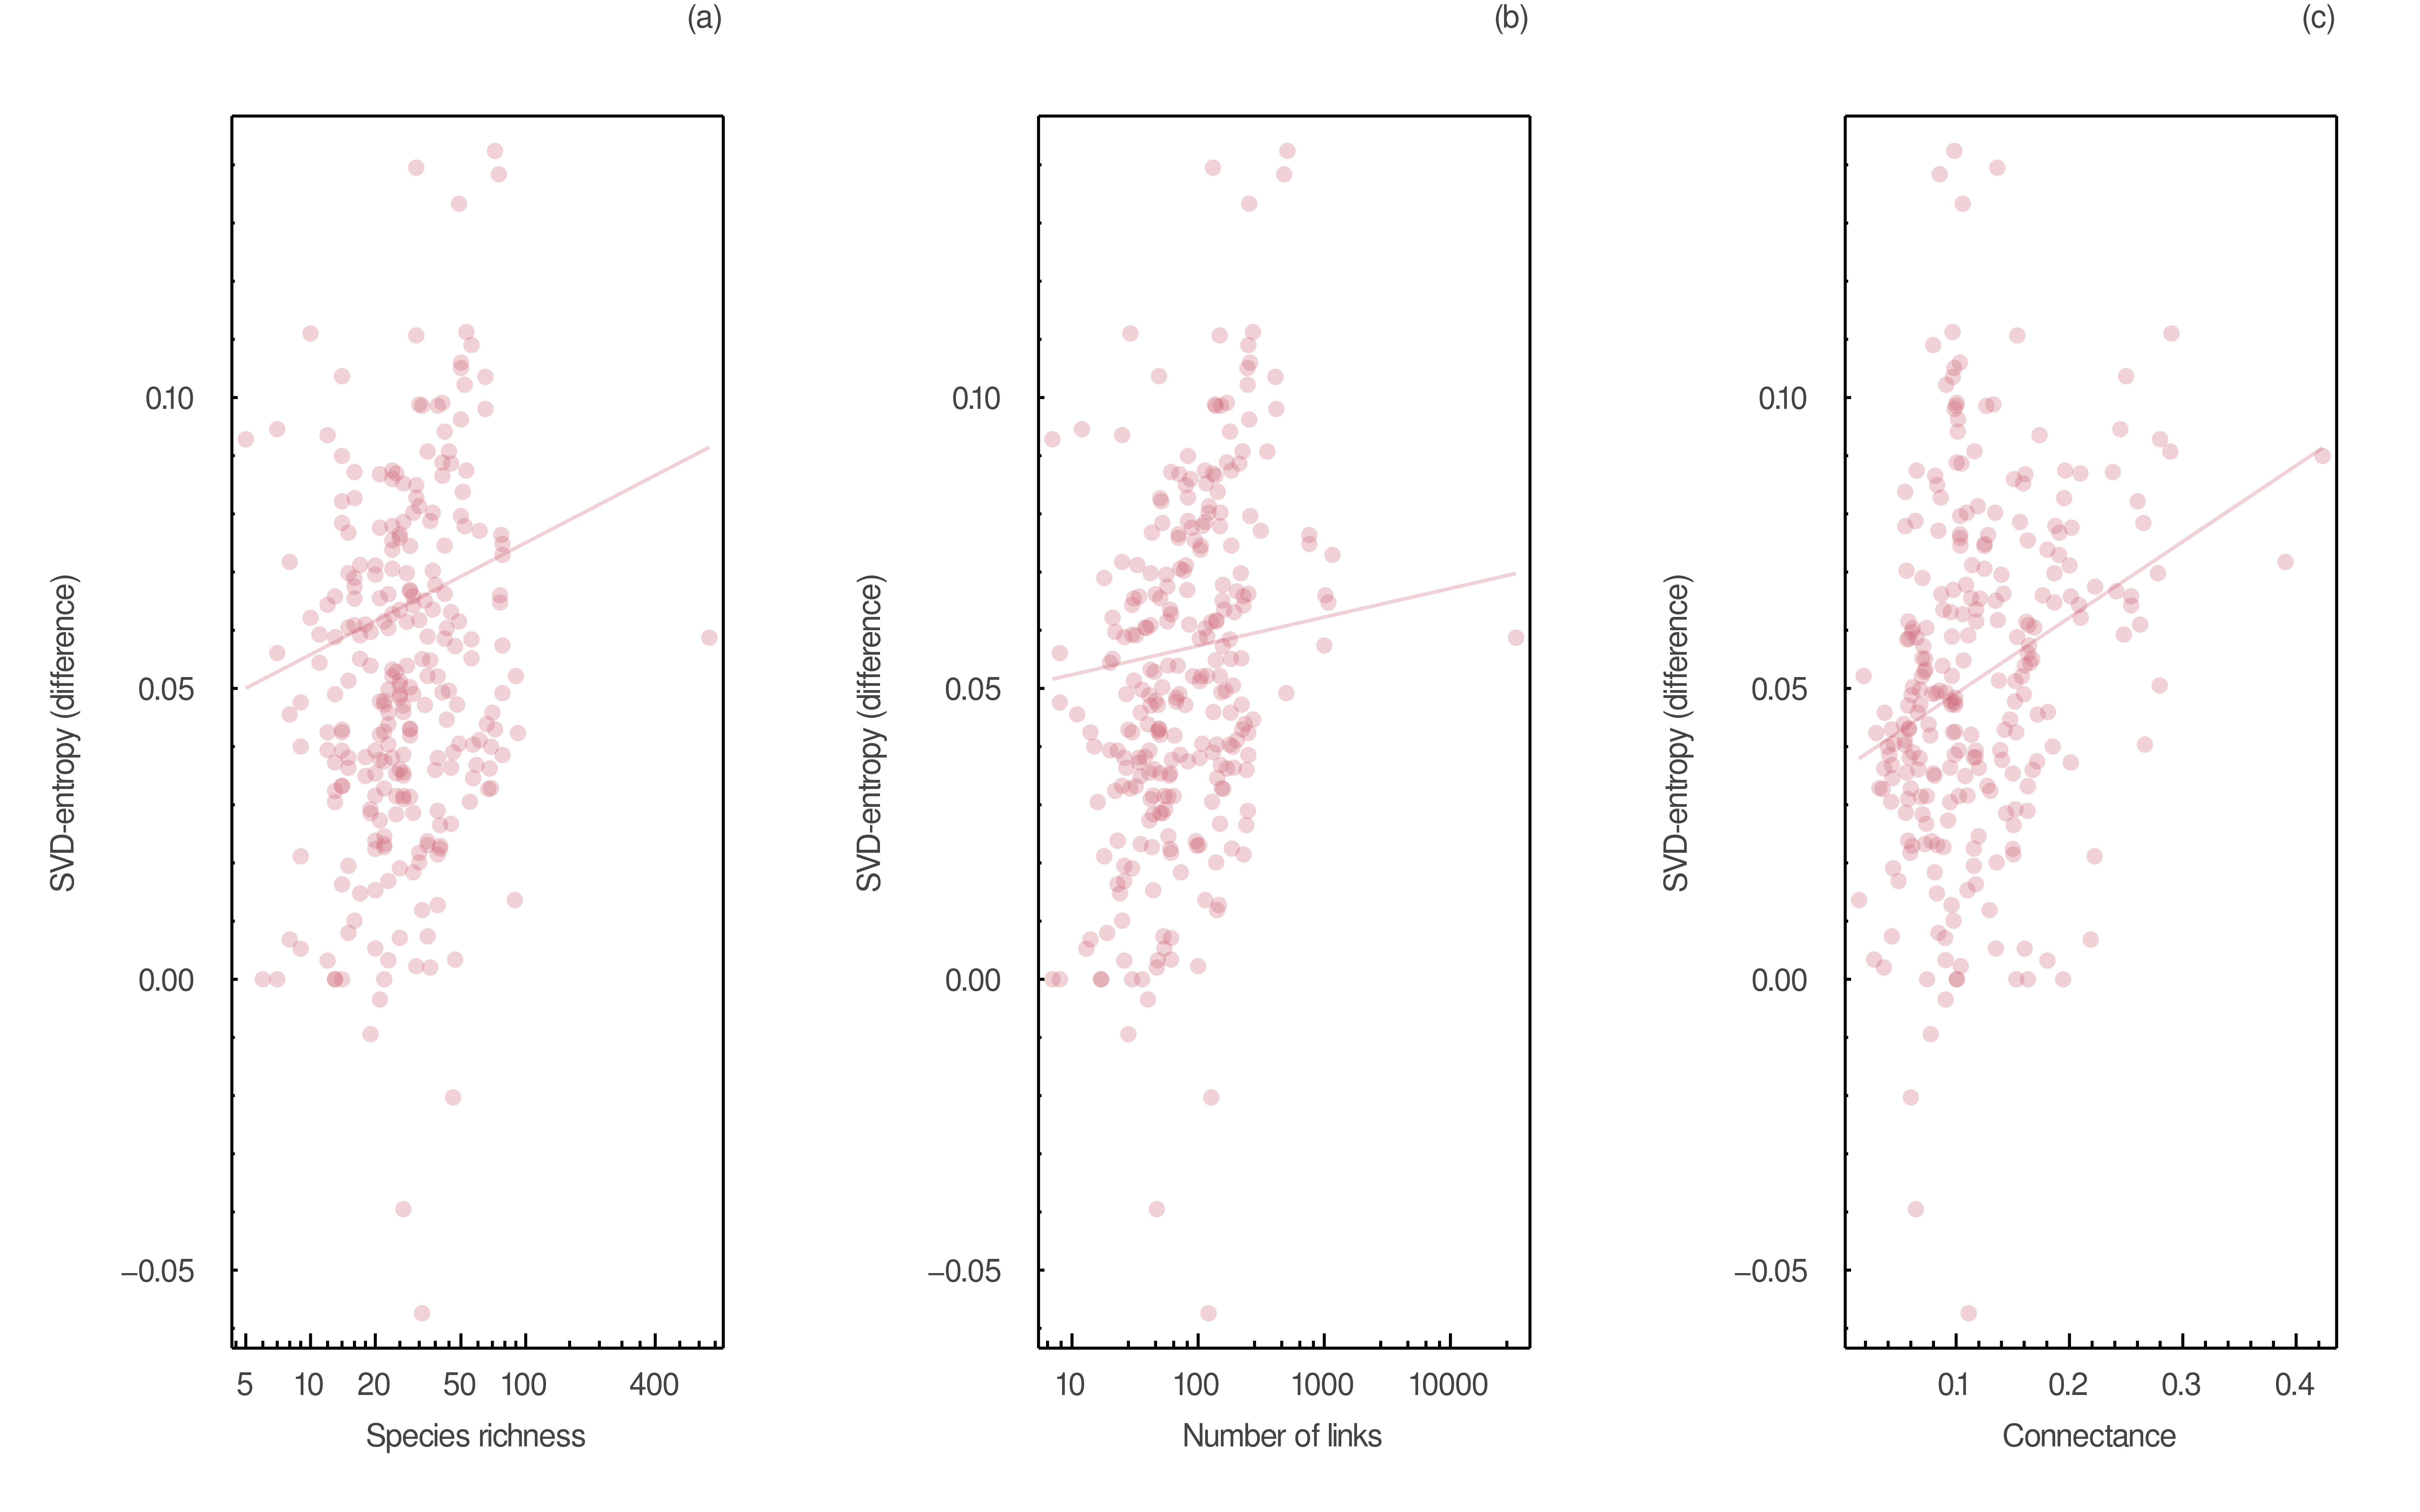 (a) (b) (c)
0.10 0.10 0.10
0.05 0.05 0.05
SVD-entropy (difference) SVD-entropy (difference) SVD-entropy (difference)
0.00 0.00 0.00
−0.05 −0.05 −0.05
5 10 20 50 100 400 10 100 1000 10000 0.1 0.2 0.3 0.4
Species richness Number of links Connectance